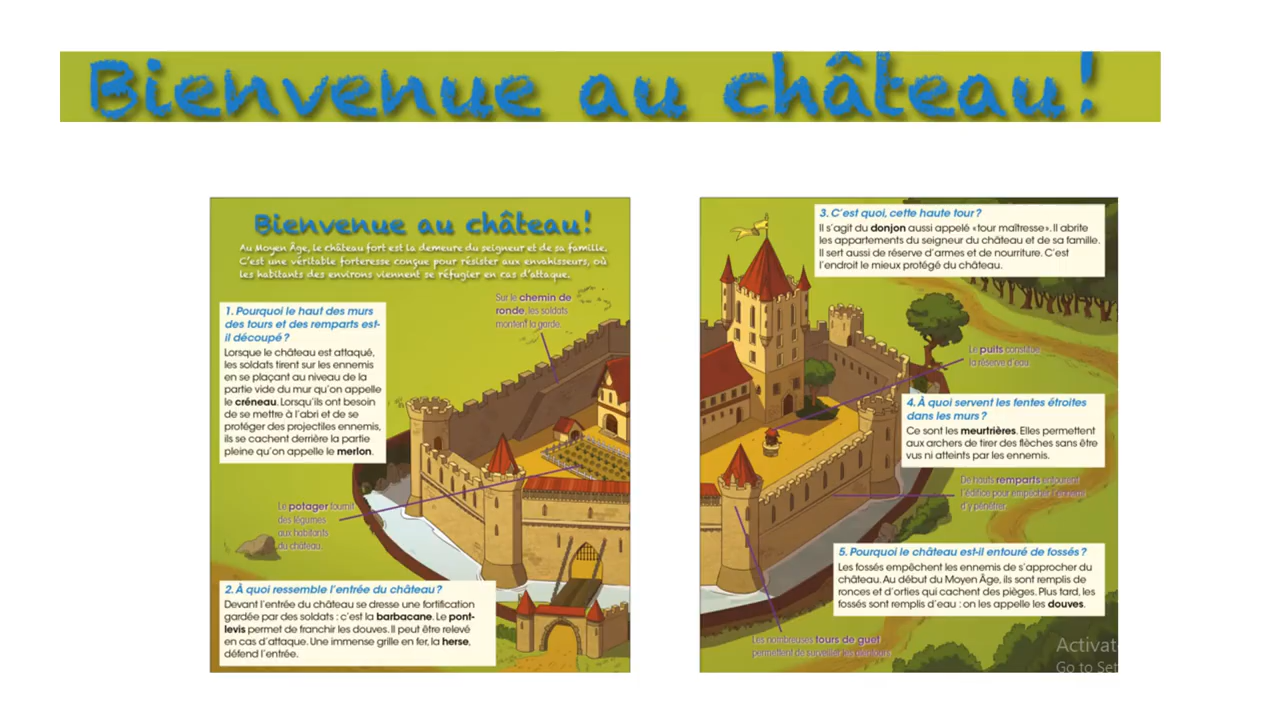 Bienvenue au château!
Bienvenue au château!
Au Moyen Âge, le château fort est la demeure du seigneur et de sa famille.
C'est une véritable forteresse conçue pour résister aux envahisseurs, où
les habitants des environs viennent se réfugier en cas d'attaque.
Sur le chemin de
ronde, les soldats
montent la garde.
1. Pourquoi le haut des murs
des tours et des remparts est-
il découpé ?
Lorsque le château est attaqué,
les soldats tirent sur les ennemis
en se plaçant au niveau de la
partie vide du mur qu'on appelle
le créneau. Lorsqu'ils ont besoin
de se mettre à l'abri et de se
protéger des projectiles ennemis,
ils se cachent derrière la partie
pleine qu'on appelle le merlon.
Le potager fournit
des légumes
aux habitants
du château.
2. À quoi ressemble l'entrée du château ?
Devant l'entrée du château se dresse une fortification
gardée par des soldats : c'est la barbacane. Le pont-
levis permet de franchir les douves. Il peut être relevé
en cas d'attaque. Une immense grille en fer, la herse,
défend l'entrée.
3. C'est quoi, cette haute tour ?
Il s'agit du donjon aussi appelé «tour maîtresse». Il abrite
les appartements du seigneur du château et de sa famille.
Il sert aussi de réserve d'armes et de nourriture. C'est
l'endroit le mieux protégé du château.
Le puits constitue
la réserve d'eau.
4. À quoi servent les fentes étroites
dans les murs ?
Ce sont les meurtrières. Elles permettent
aux archers de tirer des flèches sans être
vus ni atteints par les ennemis.
De hauts remparts entourent
l'édifice pour empêcher l'ennemi
d'y pénétrer.
5. Pourquoi le château est-il entouré de fossés ?
Les fossés empêchent les ennemis de s'approcher du
château. Au début du Moyen Âge, ils sont remplis de
ronces et d'orties qui cachent des pièges. Plus tard, les
fossés sont remplis d'eau : on les appelle les douves.
Les nombreuses tours de guet
permettent de surveiller les alentours.
Activat
Go to Set